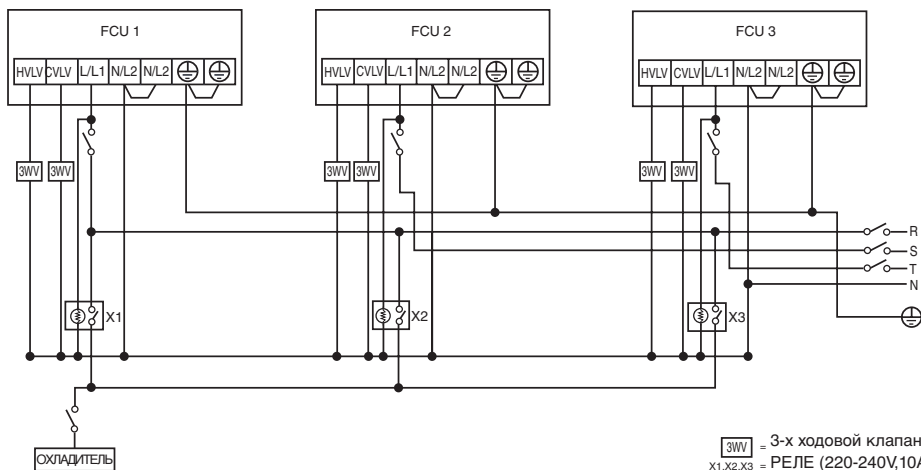 FCU 1 FCU 2 FCU 3
HVLV CVLV L/L1 N/L2 N/L2 HVLV CVLV L/L1 N/L2 N/L2 HVLV CVLV L/L1 N/L2 N/L2
3WV 3WV 3WV 3WV 3WV 3WV
R
S
T
N
X1 X2 X3
ОХЛАДИТЕЛЬ
3WV = 3-х ходовой клапан
X1,X2,X3 = РЕЛЕ (220-240V,10A